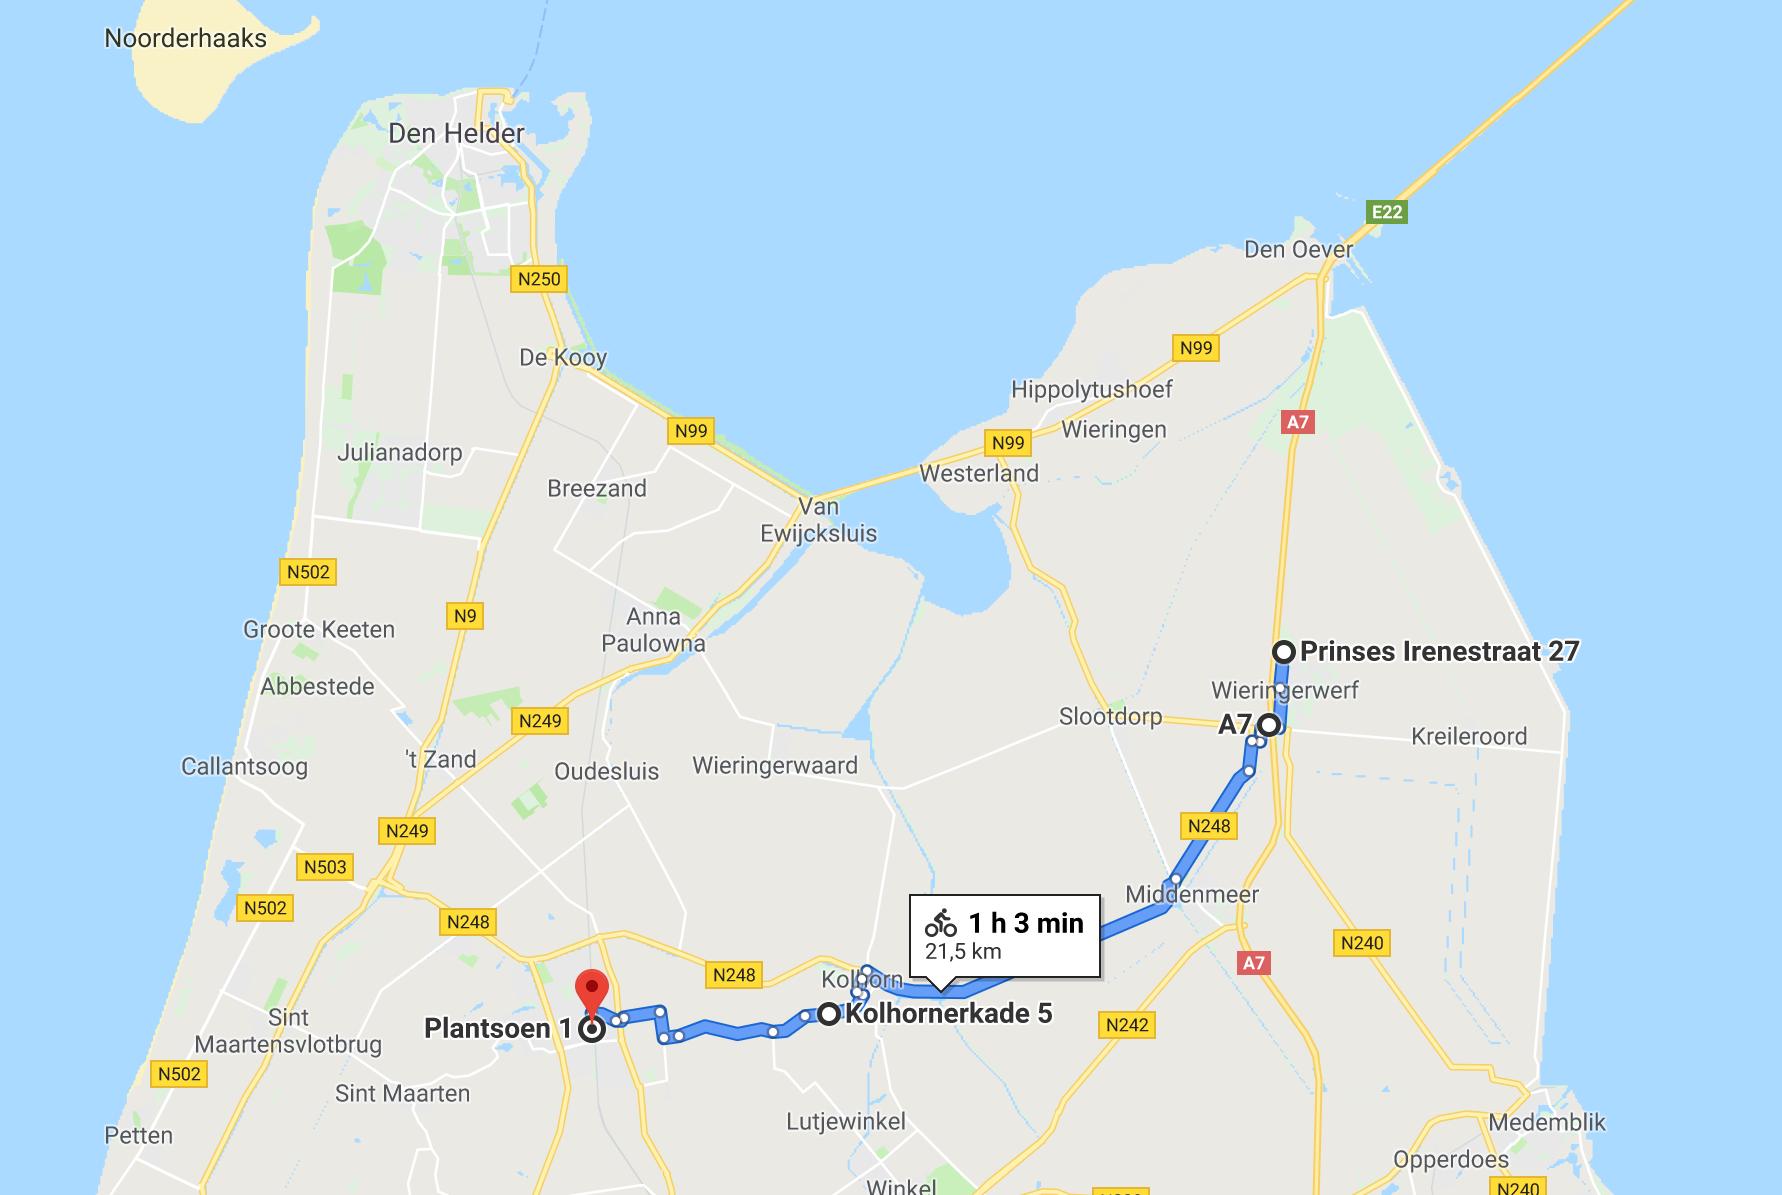 Noorderhaaks
Den Helder
E22
Den Oever
N250
N99
De Kooy
Hippolytushoef
A7
N99
Wieringen
N99
Julianadorp
Westerland
Breezand
Van
Ewijcksluis
N502
N9
Anna
Paulowna
Groote Keeten
Prinses Irenestraat 27
Abbestede
Wieringerwerf
N249
Slootdorp
A7
Kreileroord
't Zand
Callantsoog
Oudesluis
Wieringerwaard
N249
N248
N503
Middenmeer
N502
N248
1 h 3 min
21,5 km
N240
A7
N248
Kolhorn
Kolhornerkade 5
Plantsoen 1
Sint
Maartensvlotbrug
N242
N502
Sint Maarten
Lutjewinkel
Medemblik
Petten
Opperdoes
Winkel
N240